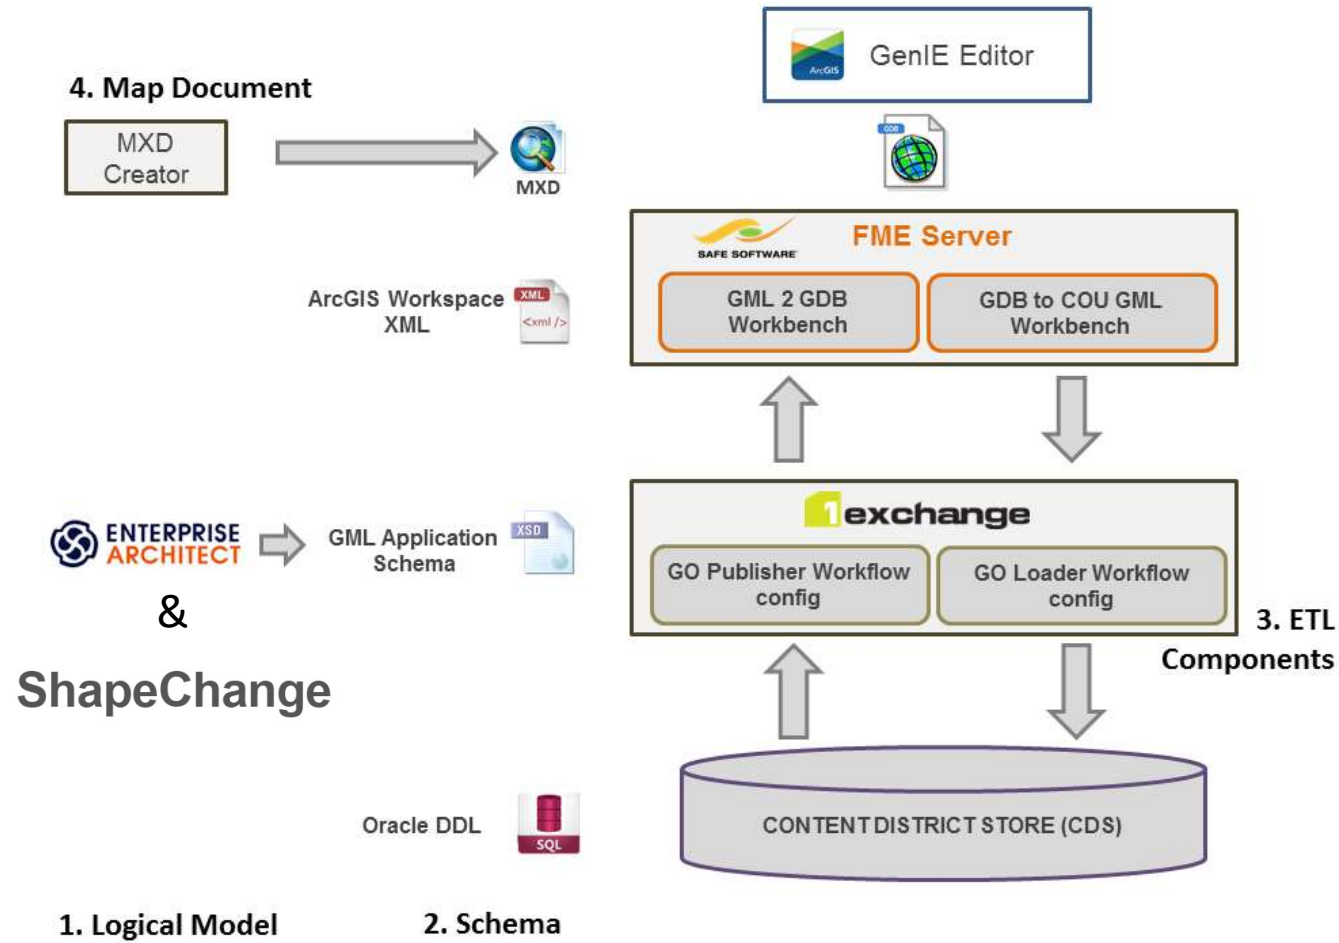 ArcGIS
GenIE Editor
4. Map Document
MXD
Creator
MXD
GDB
SAFE SOFTWARE
FME Server
ArcGIS Workspace
XML
XML
<xml />
GML 2 GDB
Workbench
GDB to COU GML
Workbench
1exchange
ENTERPRISE
ARCHITECT
GML Application
Schema
XSD
GO Publisher Workflow
config
GO Loader Workflow
config
&
3. ETL
Components
ShapeChange
Oracle DDL
SQL
CONTENT DISTRICT STORE (CDS)
1. Logical Model
2. Schema